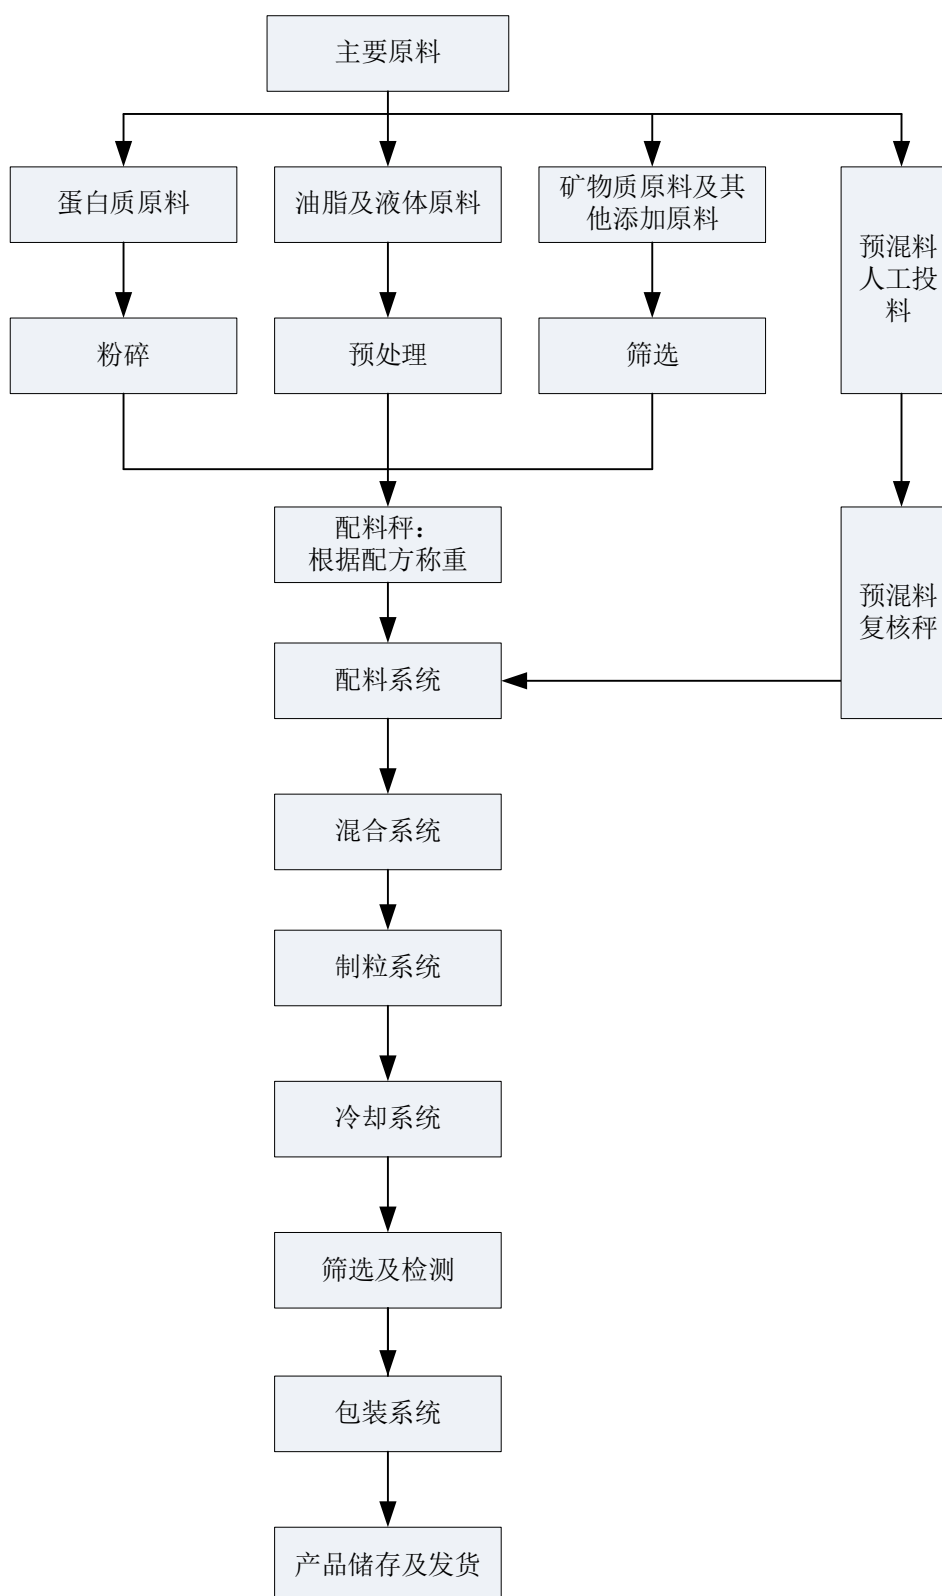 主要原料
蛋白质原料
油脂及液体原料
矿物质原料及其
他添加原料
预混料
人工投
料
粉碎
预处理
筛选
配料秤：
根据配方称重
预混料
复核秤
配料系统
混合系统
制粒系统
冷却系统
筛选及检测
包装系统
产品储存及发货